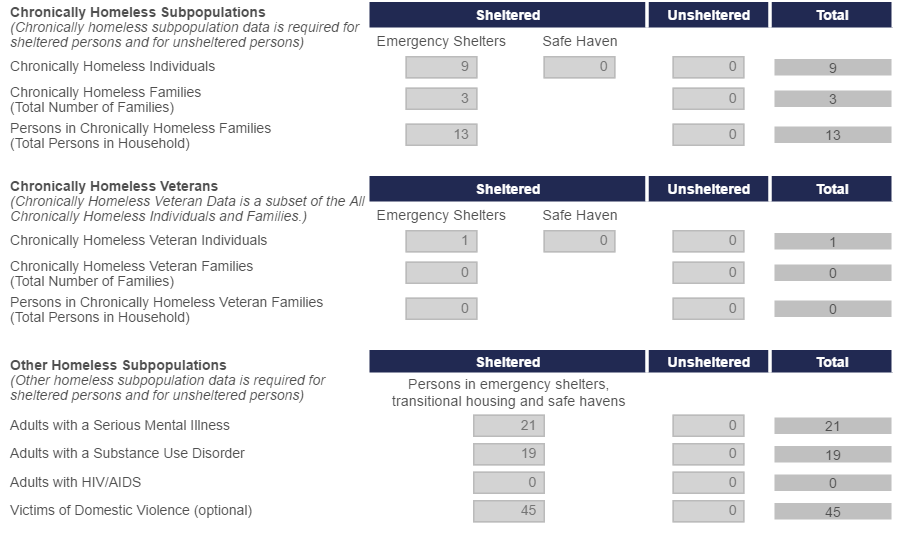 Chronically Homeless Subpopulations
(Chronically homeless subpopulation data is required for
sheltered persons and for unsheltered persons)
Sheltered Unsheltered Total
Emergency Shelters Safe Haven
Chronically Homeless Individuals 9 0 0 9
Chronically Homeless Families
(Total Number of Families) 3 0 3
Persons in Chronically Homeless Families
(Total Persons in Household) 13 0 13
Chronically Homeless Veterans
(Chronically Homeless Veteran Data is a subset of the All
Chronically Homeless Individuals and Families.)
Sheltered Unsheltered Total
Emergency Shelters Safe Haven
Chronically Homeless Veteran Individuals 1 0 0 1
Chronically Homeless Veteran Families
(Total Number of Families) 0 0 0
Persons in Chronically Homeless Veteran Families
(Total Persons in Household) 0 0 0
Other Homeless Subpopulations
(Other homeless subpopulation data is required for
sheltered persons and for unsheltered persons)
Sheltered Unsheltered Total
Persons in emergency shelters,
transitional housing and safe havens
Adults with a Serious Mental Illness 21 0 21
Adults with a Substance Use Disorder 19 0 19
Adults with HIV/AIDS 0 0 0
Victims of Domestic Violence (optional) 45 0 45